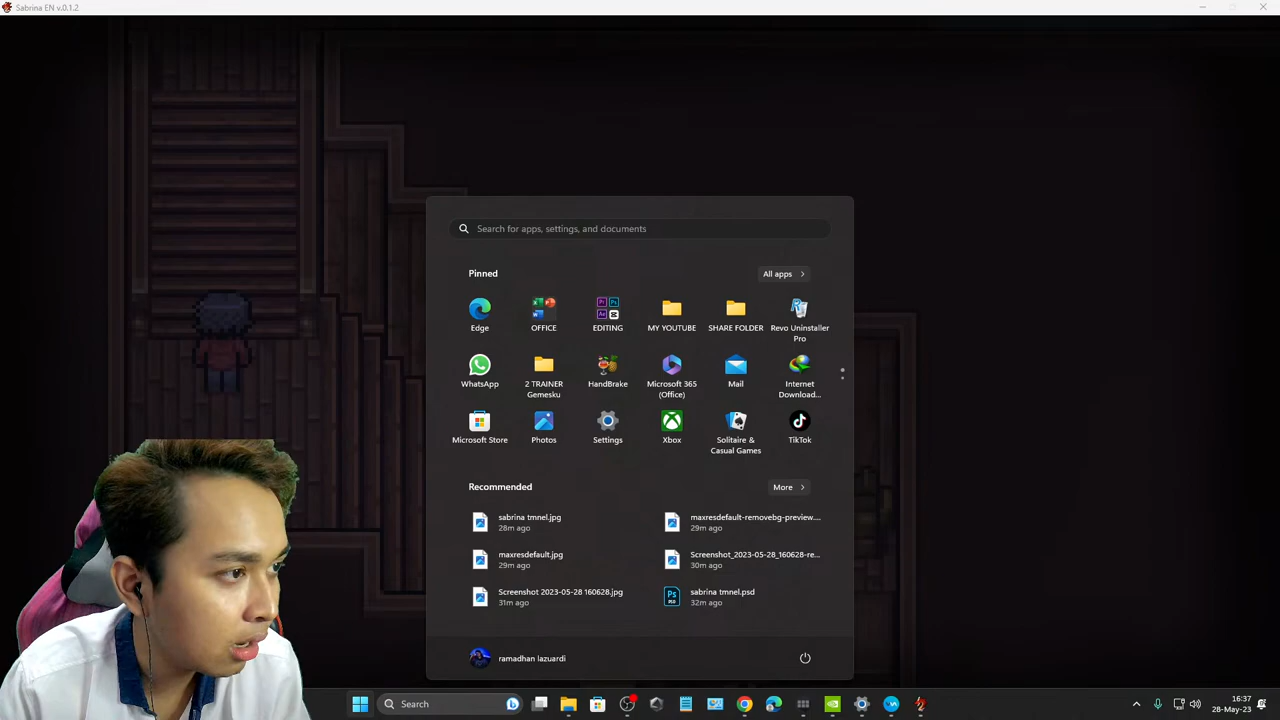 Sabrina EN v.0.1.2
Search for apps, settings, and documents
Pinned
All apps
Edge
OFFICE
EDITING
MY YOUTUBE
SHARE FOLDER
Revo Uninstaller
Pro
WhatsApp
2 TRAINER
Gemesku
HandBrake
Microsoft 365
(Office)
Mail
Internet
Download...
Microsoft Store
Photos
Settings
Xbox
Solitaire &
Casual Games
TikTok
Recommended
More
sabrina tmnel.jpg
28m ago
maxresdefault-removebg-preview....
29m ago
maxresdefault.jpg
29m ago
Screenshot_2023-05-28_160628-re...
30m ago
Screenshot 2023-05-28 160628.jpg
31m ago
sabrina tmnel.psd
32m ago
ramadhan lazuardi
Search
16:37
28-May-23